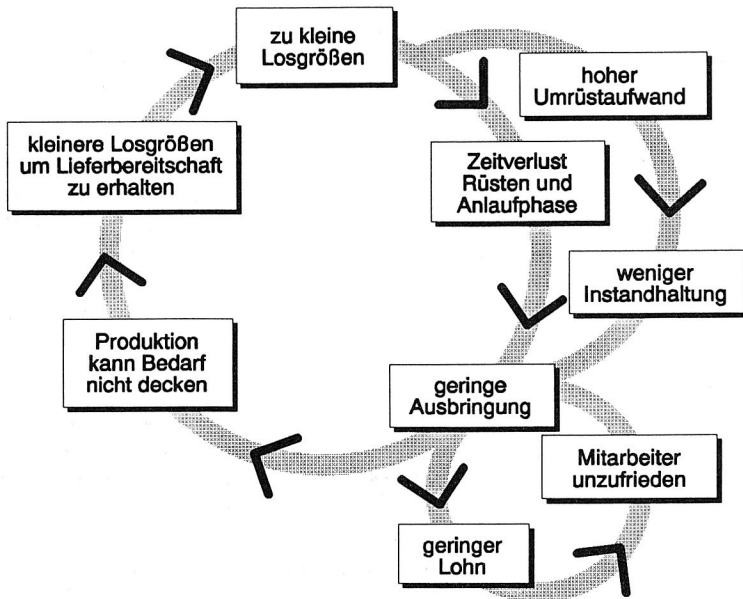 zu kleine
Losgrößen
hoher
Umrüstaufwand
kleinere Losgrößen
um Lieferbereitschaft
zu erhalten
Zeitverlust
Rüsten und
Anlaufphase
weniger
Instandhaltung
Produktion
kann Bedarf
nicht decken
geringe
Ausbringung
Mitarbeiter
unzufrieden
geringer
Lohn